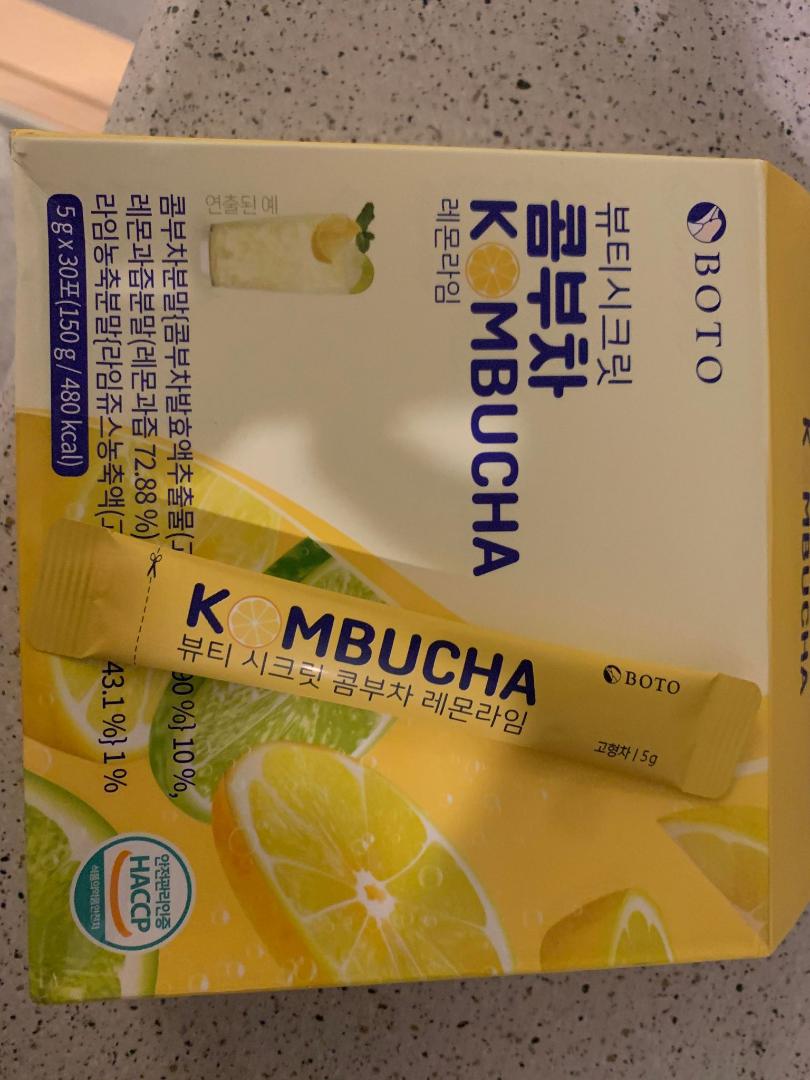 BOTO
뷰티시크릿
콤부차
KOMBUCHA
레몬라임
연출된 예
콤부차분말{콤부차발효액추출물(고 90 %} 10 %,
레몬과즙분말(레몬과즙 72.88 %)
라임농축분말{라임쥬스농축액(고 43.1 %} 1 %
5 g x 30포(150 g / 480 kcal)
안전관리인증
HACCP
식품의약품안전처
KOMBUCHA
뷰티 시크릿 콤부차 레몬라임
BOTO
고형차 | 5g
KOMBUCHA